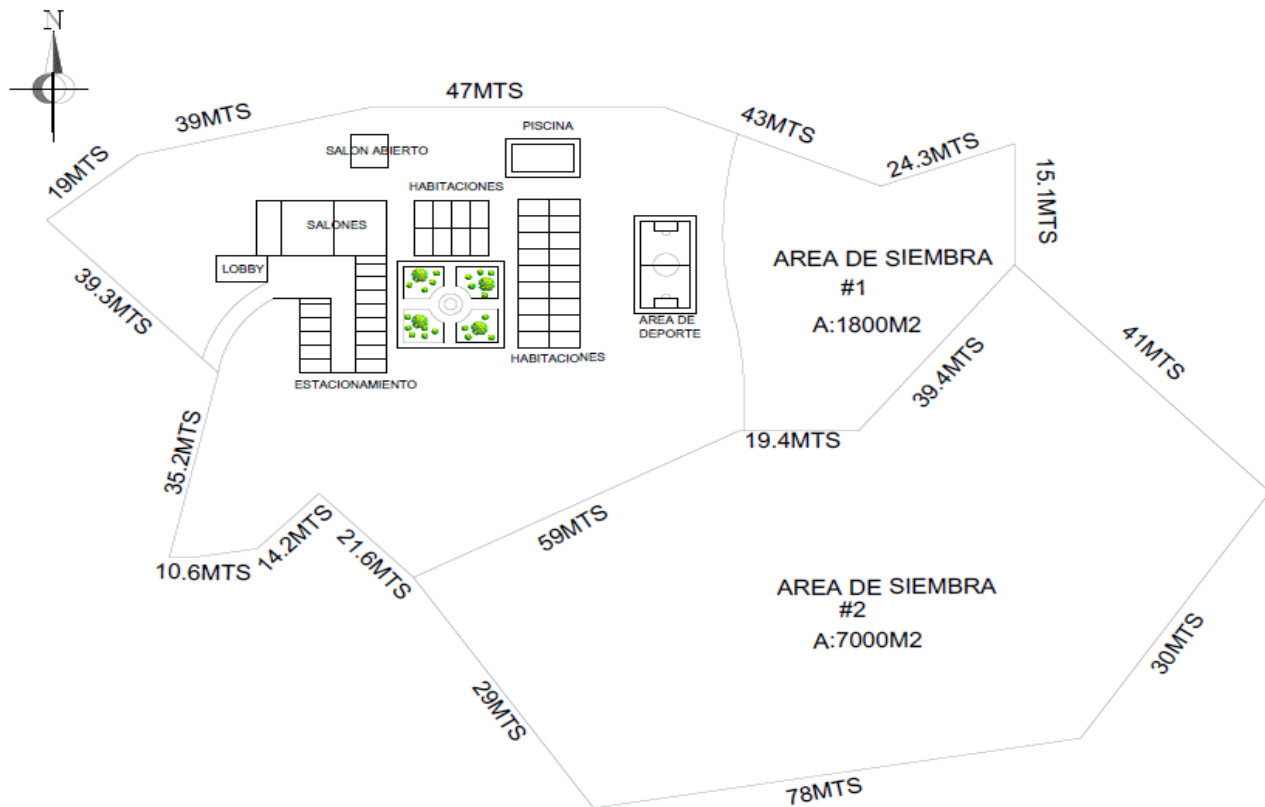 N
47MTS
39MTS
43MTS
PISCINA
24.3MTS
SALON ABIERTO
19MTS
15.1MTS
HABITACIONES
SALONES
LOBBY
AREA DE SIEMBRA
#1
A:1800M2
39.3MTS
AREA DE
DEPORTE
HABITACIONES
41MTS
39.4MTS
ESTACIONAMIENTO
35.2MTS
19.4MTS
59MTS
14.2MTS
21.6MTS
10.6MTS
AREA DE SIEMBRA
#2
A:7000M2
30MTS
29MTS
78MTS